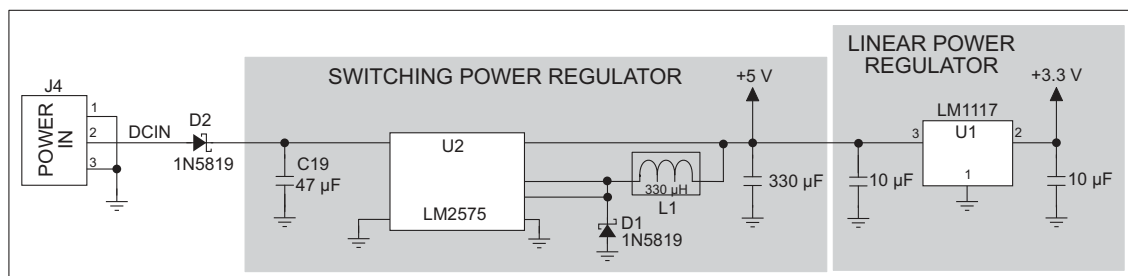 LINEAR POWER
REGULATOR
SWITCHING POWER REGULATOR
+5 V
+3.3 V
J4
POWER
IN
1
2
3
DCIN
D2
1N5819
C19
47 µF
U2
LM2575
330 µH
L1
D1
1N5819
330 µF
10 µF
LM1117
3
U1
2
1
10 µF